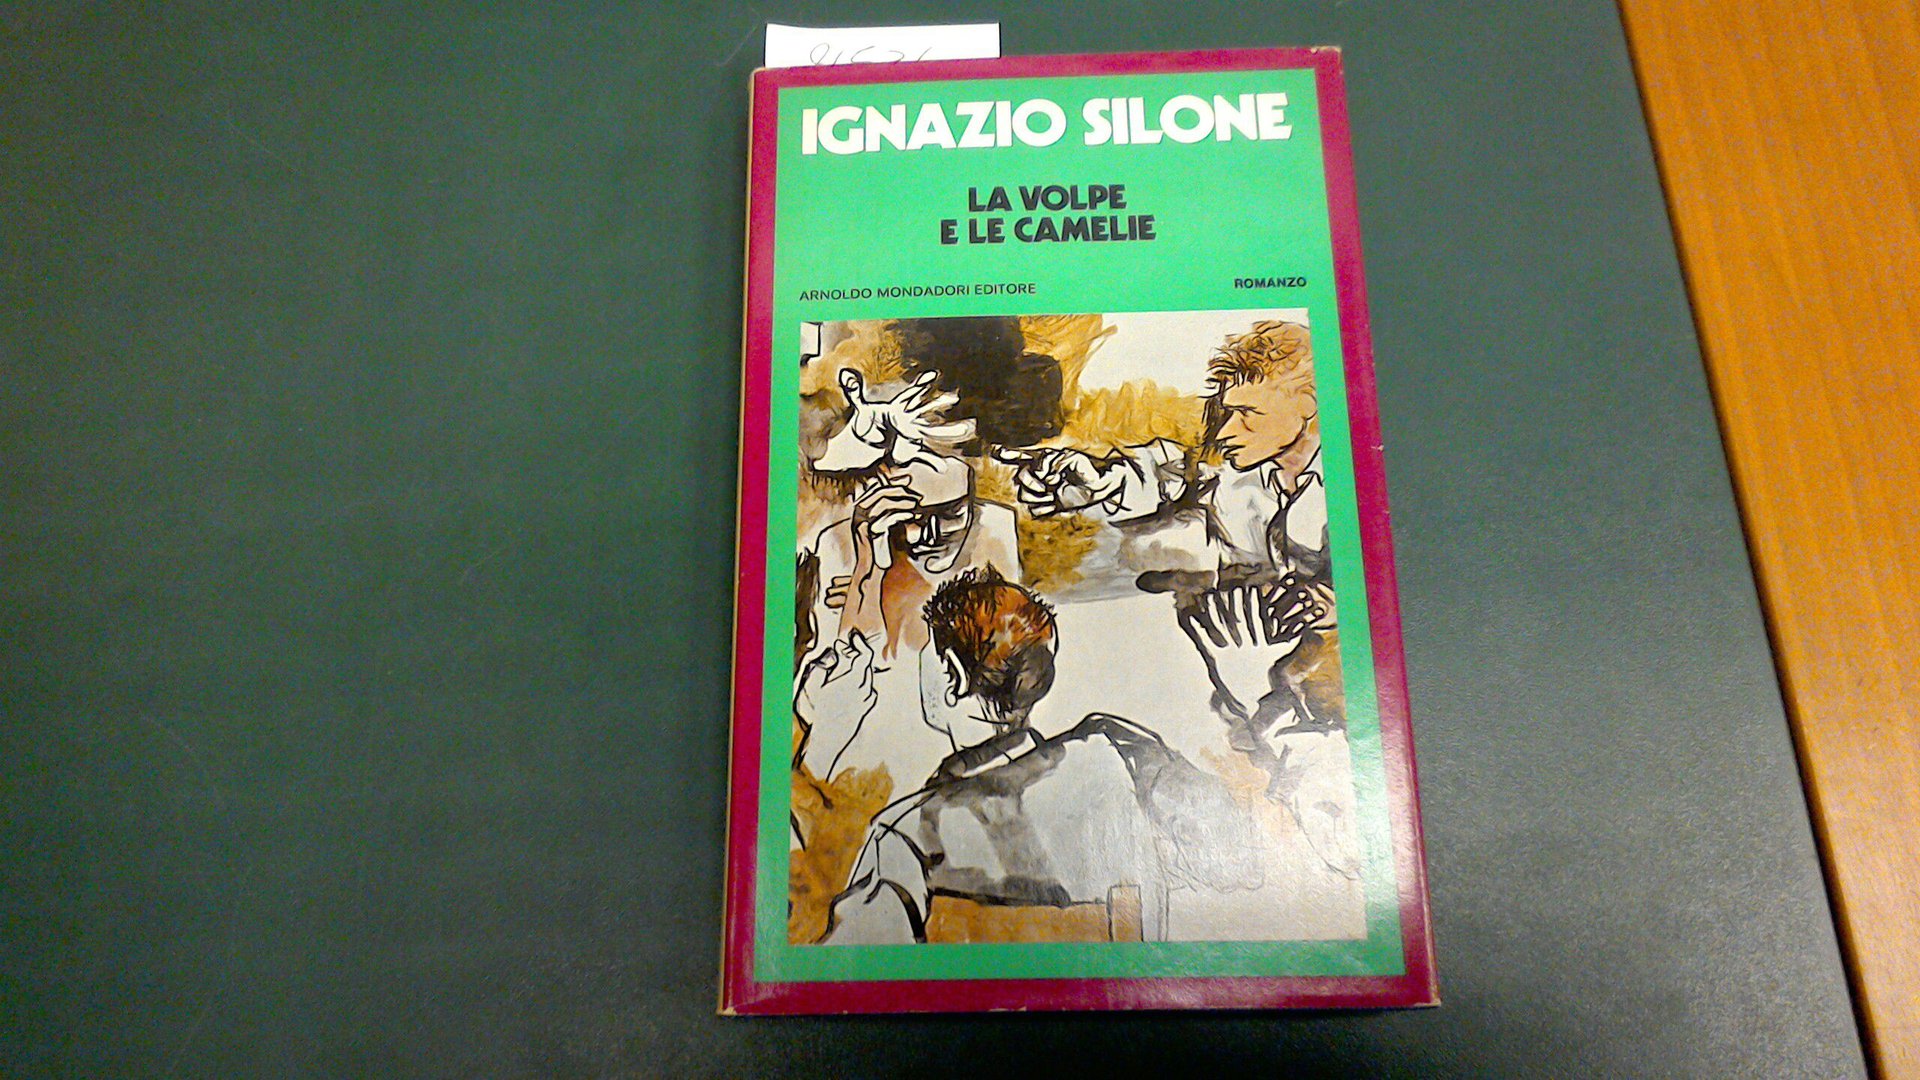 IGNAZIO SILONE
LA VOLPE
E LE CAMELIE
ARNOLDO MONDADORI EDITORE
ROMANZO